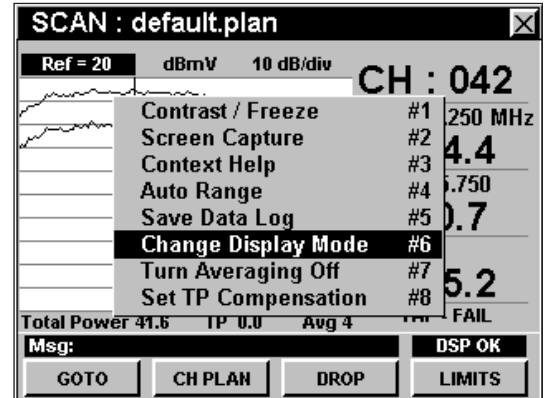 SCAN : default.plan
Ref = 20 dBmV 10 dB/div
CH : 042
Contrast / Freeze #1
.250 MHz
Screen Capture #2
Context Help #3
4.4
Auto Range #4
.750
Save Data Log #5
.7
Change Display Mode #6
Turn Averaging Off #7
5.2
Set TP Compensation #8
Total Power 41.6 TP 0.0 Avg 4
FAIL
Msg:
DSP OK
GOTO CH PLAN DROP LIMITS